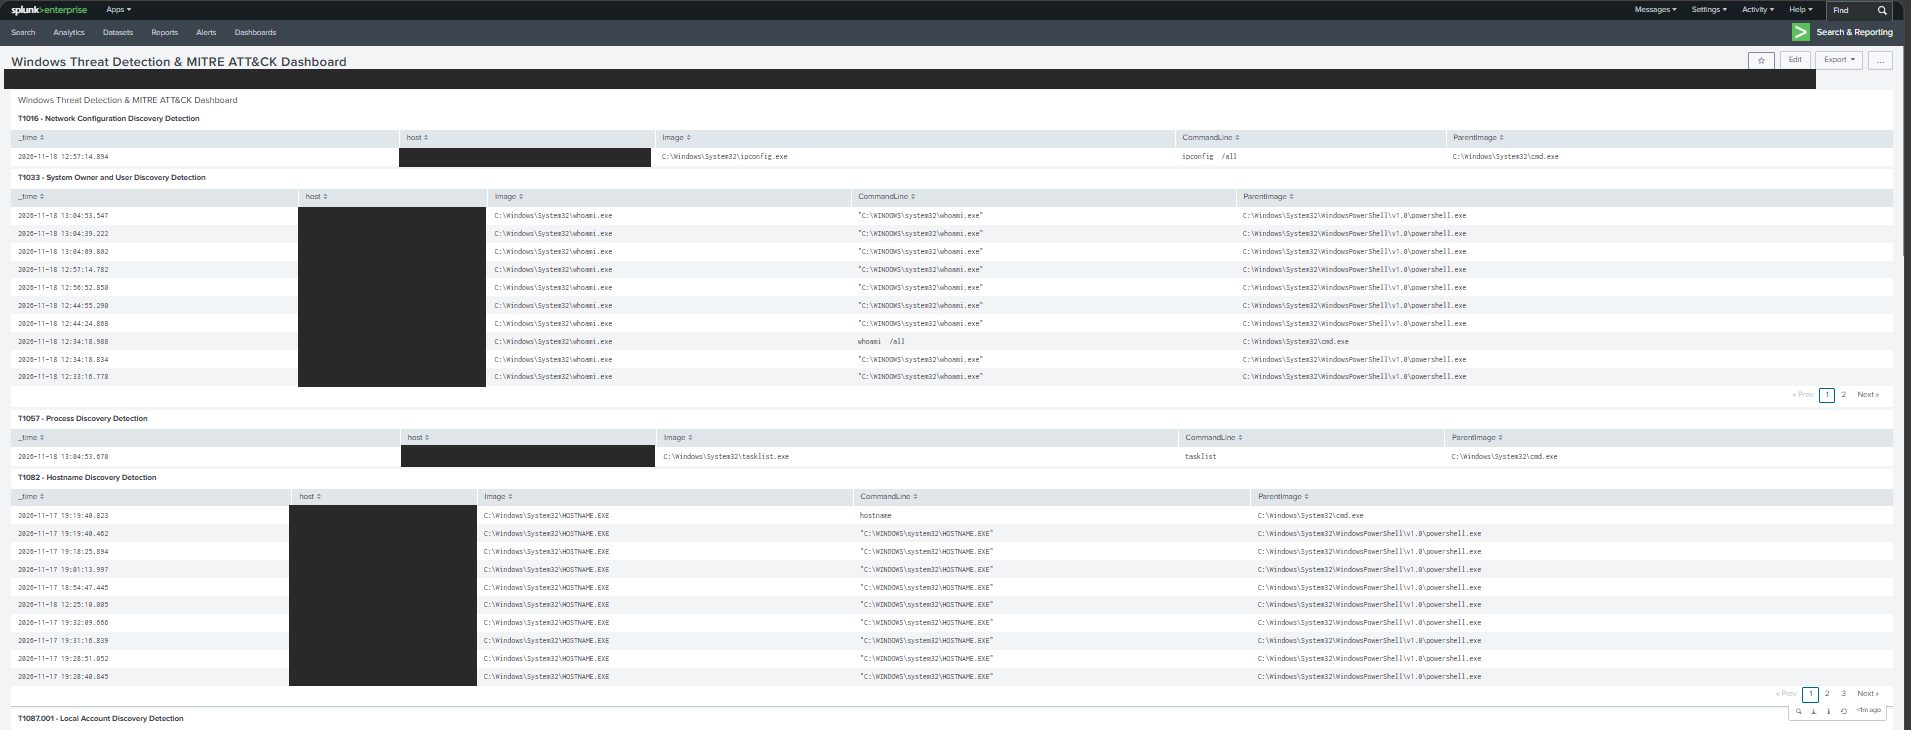 splunk>enterprise Apps Messages Settings Activity Help Find
Search Analytics Datasets Reports Alerts Dashboards Search & Reporting
Windows Threat Detection & MITRE ATT&CK Dashboard Edit Export ...
Windows Threat Detection & MITRE ATT&CK Dashboard
T1016 - Network Configuration Discovery Detection
_time host Image CommandLine ParentImage
2026-11-18 12:57:14.894 C:\Windows\System32\ipconfig.exe ipconfig /all C:\Windows\System32\cmd.exe
T1033 - System Owner and User Discovery Detection
_time host Image CommandLine ParentImage
2026-11-18 13:04:53.547 C:\Windows\System32\whoami.exe "C:\WINDOWS\system32\whoami.exe" C:\Windows\System32\WindowsPowerShell\v1.0\powershell.exe
2026-11-18 13:04:39.222 C:\Windows\System32\whoami.exe "C:\WINDOWS\system32\whoami.exe" C:\Windows\System32\WindowsPowerShell\v1.0\powershell.exe
2026-11-18 13:04:09.802 C:\Windows\System32\whoami.exe "C:\WINDOWS\system32\whoami.exe" C:\Windows\System32\WindowsPowerShell\v1.0\powershell.exe
2026-11-18 12:57:14.782 C:\Windows\System32\whoami.exe "C:\WINDOWS\system32\whoami.exe" C:\Windows\System32\WindowsPowerShell\v1.0\powershell.exe
2026-11-18 12:56:52.850 C:\Windows\System32\whoami.exe "C:\WINDOWS\system32\whoami.exe" C:\Windows\System32\WindowsPowerShell\v1.0\powershell.exe
2026-11-18 12:44:55.290 C:\Windows\System32\whoami.exe "C:\WINDOWS\system32\whoami.exe" C:\Windows\System32\WindowsPowerShell\v1.0\powershell.exe
2026-11-18 12:44:24.868 C:\Windows\System32\whoami.exe "C:\WINDOWS\system32\whoami.exe" C:\Windows\System32\WindowsPowerShell\v1.0\powershell.exe
2026-11-18 12:34:18.988 C:\Windows\System32\whoami.exe whoami /all C:\Windows\System32\cmd.exe
2026-11-18 12:34:18.834 C:\Windows\System32\whoami.exe "C:\WINDOWS\system32\whoami.exe" C:\Windows\System32\WindowsPowerShell\v1.0\powershell.exe
2026-11-18 12:33:16.778 C:\Windows\System32\whoami.exe "C:\WINDOWS\system32\whoami.exe" C:\Windows\System32\WindowsPowerShell\v1.0\powershell.exe
« Prev 1 2 Next »
T1057 - Process Discovery Detection
_time host Image CommandLine ParentImage
2026-11-18 13:04:53.670 C:\Windows\System32\tasklist.exe tasklist C:\Windows\System32\cmd.exe
T1082 - Hostname Discovery Detection
_time host Image CommandLine ParentImage
2026-11-17 19:19:40.823 C:\Windows\System32\HOSTNAME.EXE hostname C:\Windows\System32\cmd.exe
2026-11-17 19:19:40.462 C:\Windows\System32\HOSTNAME.EXE "C:\WINDOWS\system32\HOSTNAME.EXE" C:\Windows\System32\WindowsPowerShell\v1.0\powershell.exe
2026-11-17 19:18:25.894 C:\Windows\System32\HOSTNAME.EXE "C:\WINDOWS\system32\HOSTNAME.EXE" C:\Windows\System32\WindowsPowerShell\v1.0\powershell.exe
2026-11-17 19:01:13.997 C:\Windows\System32\HOSTNAME.EXE "C:\WINDOWS\system32\HOSTNAME.EXE" C:\Windows\System32\WindowsPowerShell\v1.0\powershell.exe
2026-11-17 18:54:47.445 C:\Windows\System32\HOSTNAME.EXE "C:\WINDOWS\system32\HOSTNAME.EXE" C:\Windows\System32\WindowsPowerShell\v1.0\powershell.exe
2026-11-18 12:25:10.005 C:\Windows\System32\HOSTNAME.EXE "C:\WINDOWS\system32\HOSTNAME.EXE" C:\Windows\System32\WindowsPowerShell\v1.0\powershell.exe
2026-11-17 19:32:09.666 C:\Windows\System32\HOSTNAME.EXE "C:\WINDOWS\system32\HOSTNAME.EXE" C:\Windows\System32\WindowsPowerShell\v1.0\powershell.exe
2026-11-17 19:31:16.839 C:\Windows\System32\HOSTNAME.EXE "C:\WINDOWS\system32\HOSTNAME.EXE" C:\Windows\System32\WindowsPowerShell\v1.0\powershell.exe
2026-11-17 19:28:51.052 C:\Windows\System32\HOSTNAME.EXE "C:\WINDOWS\system32\HOSTNAME.EXE" C:\Windows\System32\WindowsPowerShell\v1.0\powershell.exe
2026-11-17 19:28:40.845 C:\Windows\System32\HOSTNAME.EXE "C:\WINDOWS\system32\HOSTNAME.EXE" C:\Windows\System32\WindowsPowerShell\v1.0\powershell.exe
« Prev 1 2 3 Next »
<1m ago
T1087.001 - Local Account Discovery Detection